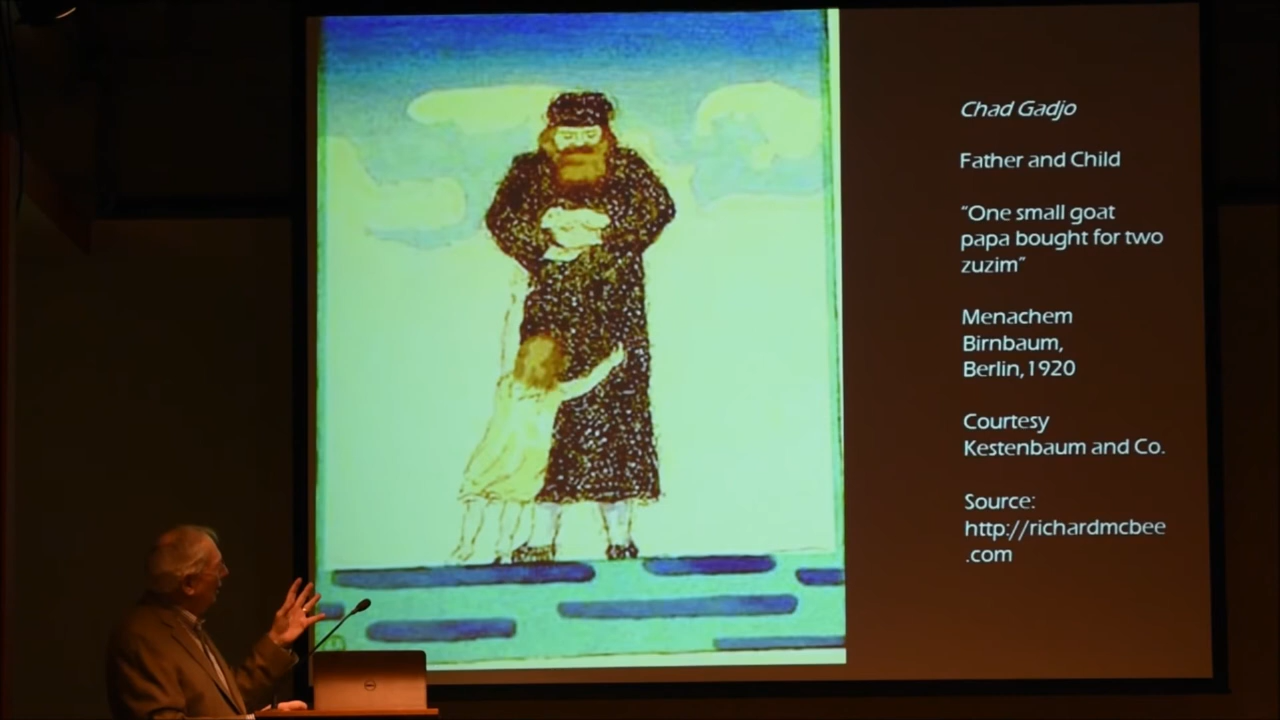 Chad Gadjo
Father and Child
“One small goat
papa bought for two
zuzim”
Menachem
Birnbaum,
Berlin,1920
Courtesy
Kestenbaum and Co.
Source:
http://richardmcbee
.com
DELL